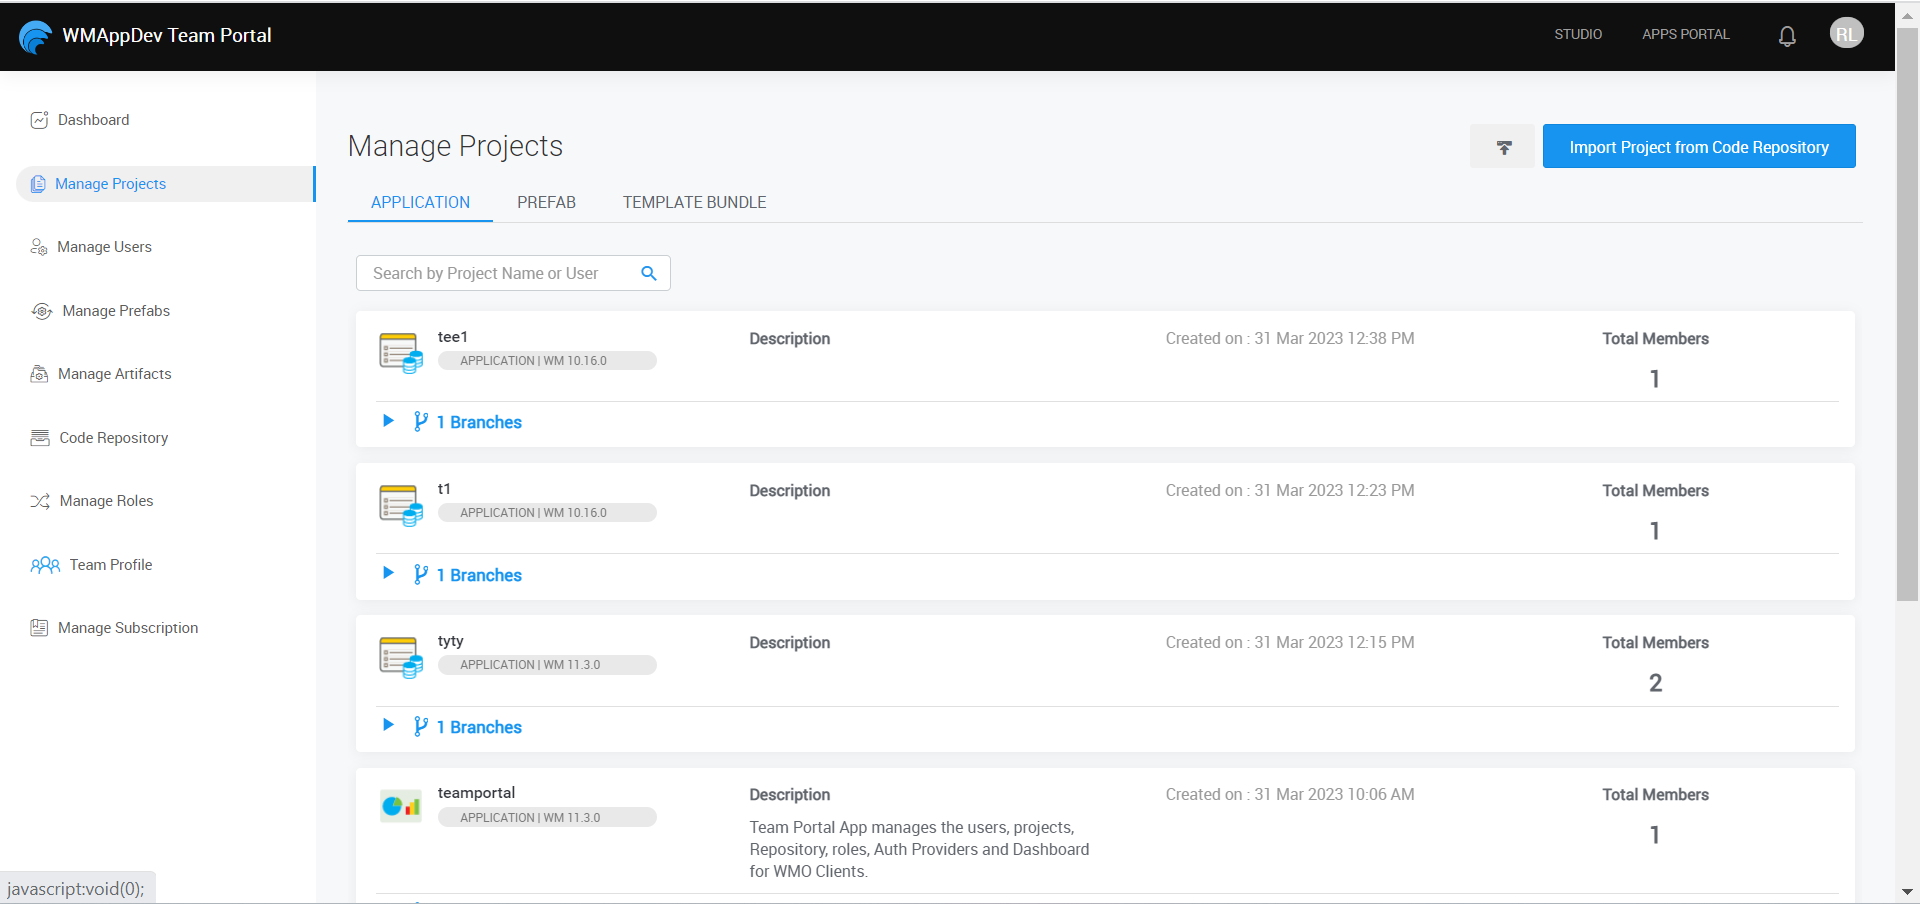 WMAppDev Team Portal
STUDIO
APPS PORTAL
RL
Dashboard
Manage Projects
Manage Users
Manage Prefabs
Manage Artifacts
Code Repository
Manage Roles
Team Profile
Manage Subscription
Manage Projects
Import Project from Code Repository
APPLICATION
PREFAB
TEMPLATE BUNDLE
Search by Project Name or User
tee1
APPLICATION | WM 10.16.0
Description
Created on : 31 Mar 2023 12:38 PM
Total Members
1
1 Branches
t1
APPLICATION | WM 10.16.0
Description
Created on : 31 Mar 2023 12:23 PM
Total Members
1
1 Branches
tyty
APPLICATION | WM 11.3.0
Description
Created on : 31 Mar 2023 12:15 PM
Total Members
2
1 Branches
teamportal
APPLICATION | WM 11.3.0
Description
Team Portal App manages the users, projects,
Repository, roles, Auth Providers and Dashboard
for WMO Clients.
Created on : 31 Mar 2023 10:06 AM
Total Members
1
javascript:void(0);